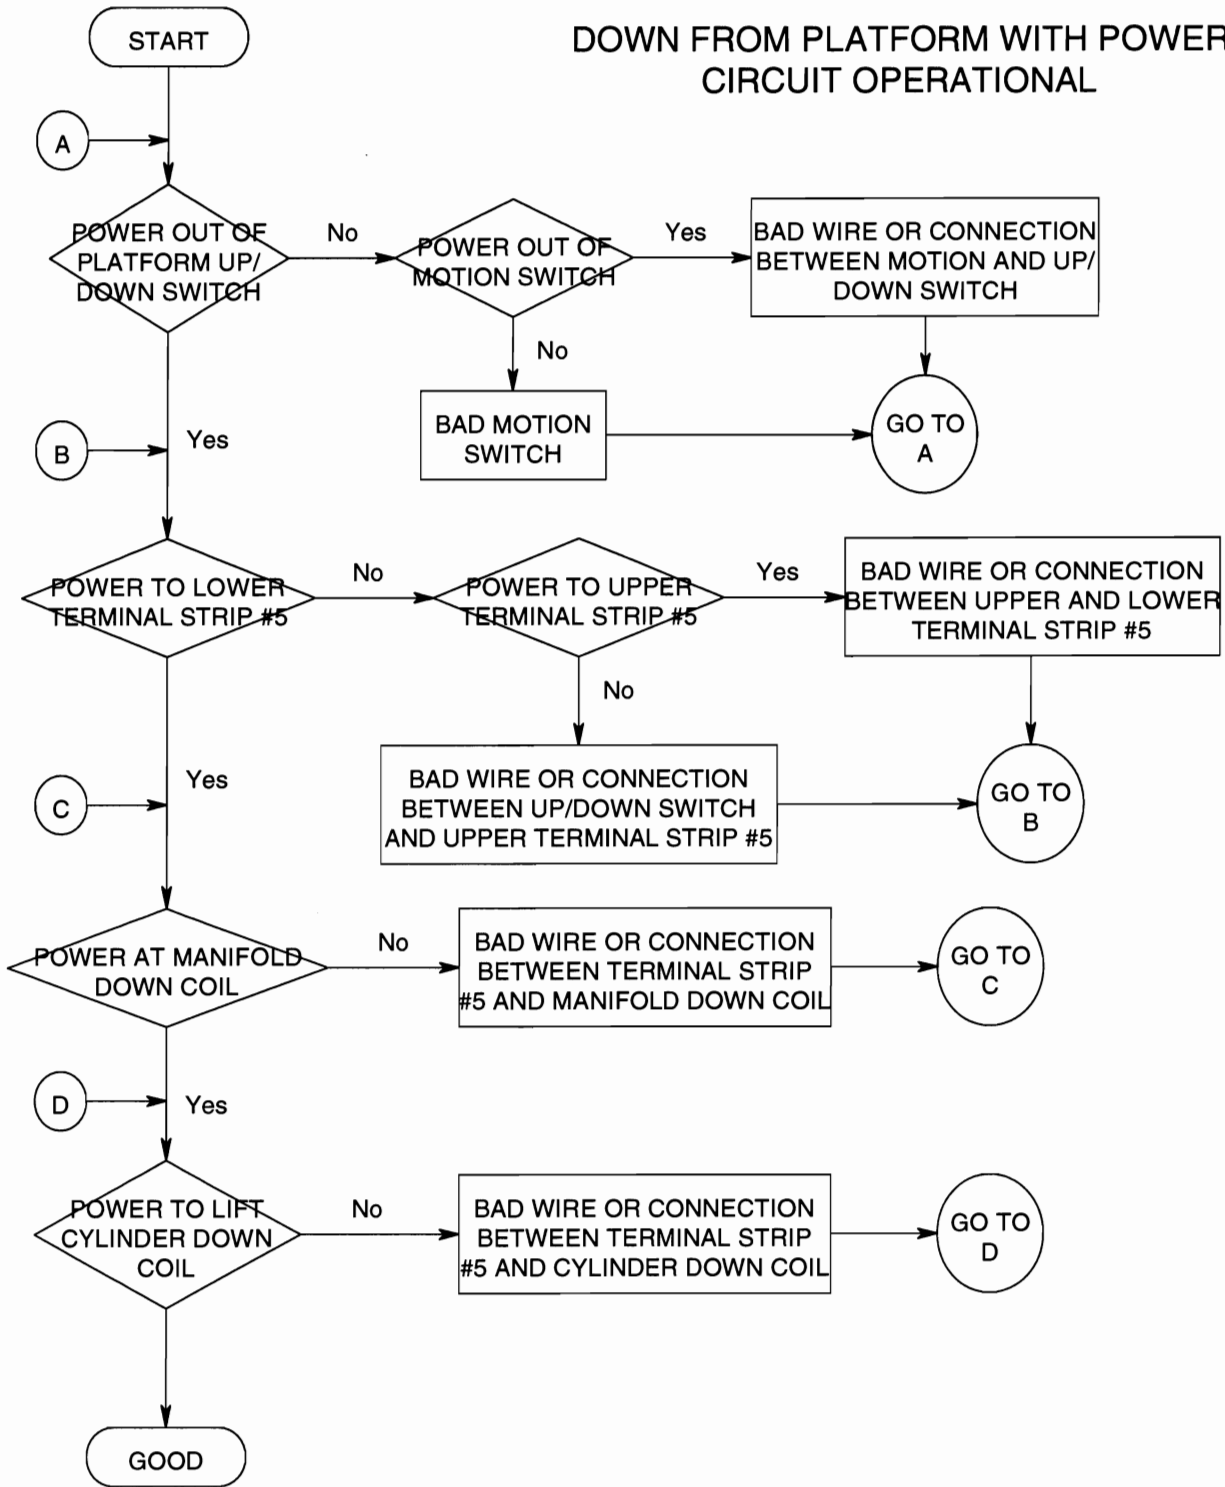 START
DOWN FROM PLATFORM WITH POWER
CIRCUIT OPERATIONAL
A
POWER OUT OF
PLATFORM UP/
DOWN SWITCH
No
POWER OUT OF
MOTION SWITCH
Yes
BAD WIRE OR CONNECTION
BETWEEN MOTION AND UP/
DOWN SWITCH
No
B
Yes
BAD MOTION
SWITCH
GO TO
A
POWER TO LOWER
TERMINAL STRIP #5
No
POWER TO UPPER
TERMINAL STRIP #5
Yes
BAD WIRE OR CONNECTION
BETWEEN UPPER AND LOWER
TERMINAL STRIP #5
No
C
Yes
BAD WIRE OR CONNECTION
BETWEEN UP/DOWN SWITCH
AND UPPER TERMINAL STRIP #5
GO TO
B
POWER AT MANIFOLD
DOWN COIL
No
BAD WIRE OR CONNECTION
BETWEEN TERMINAL STRIP
#5 AND MANIFOLD DOWN COIL
GO TO
C
D
Yes
POWER TO LIFT
CYLINDER DOWN
COIL
No
BAD WIRE OR CONNECTION
BETWEEN TERMINAL STRIP
#5 AND CYLINDER DOWN COIL
GO TO
D
GOOD